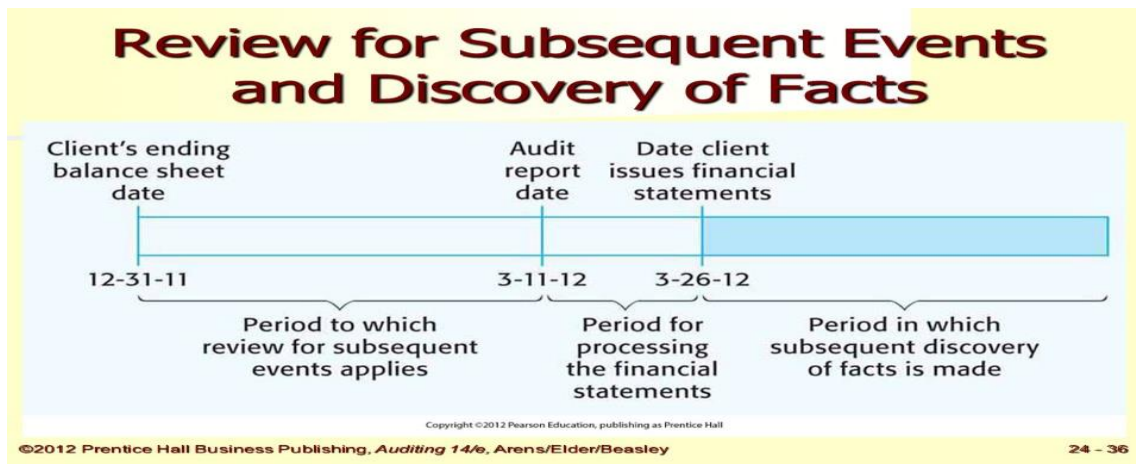 Review for Subsequent Events
and Discovery of Facts
Client's ending
balance sheet
date
Audit
report
date
Date client
issues financial
statements
12-31-11
3-11-12
3-26-12
Period to which
review for subsequent
events applies
Period for
processing
the financial
statements
Period in which
subsequent discovery
of facts is made
Copyright ©2012 Pearson Education, publishing as Prentice Hall
©2012 Prentice Hall Business Publishing, Auditing 14/e, Arens/Elder/Beasley
24 - 36